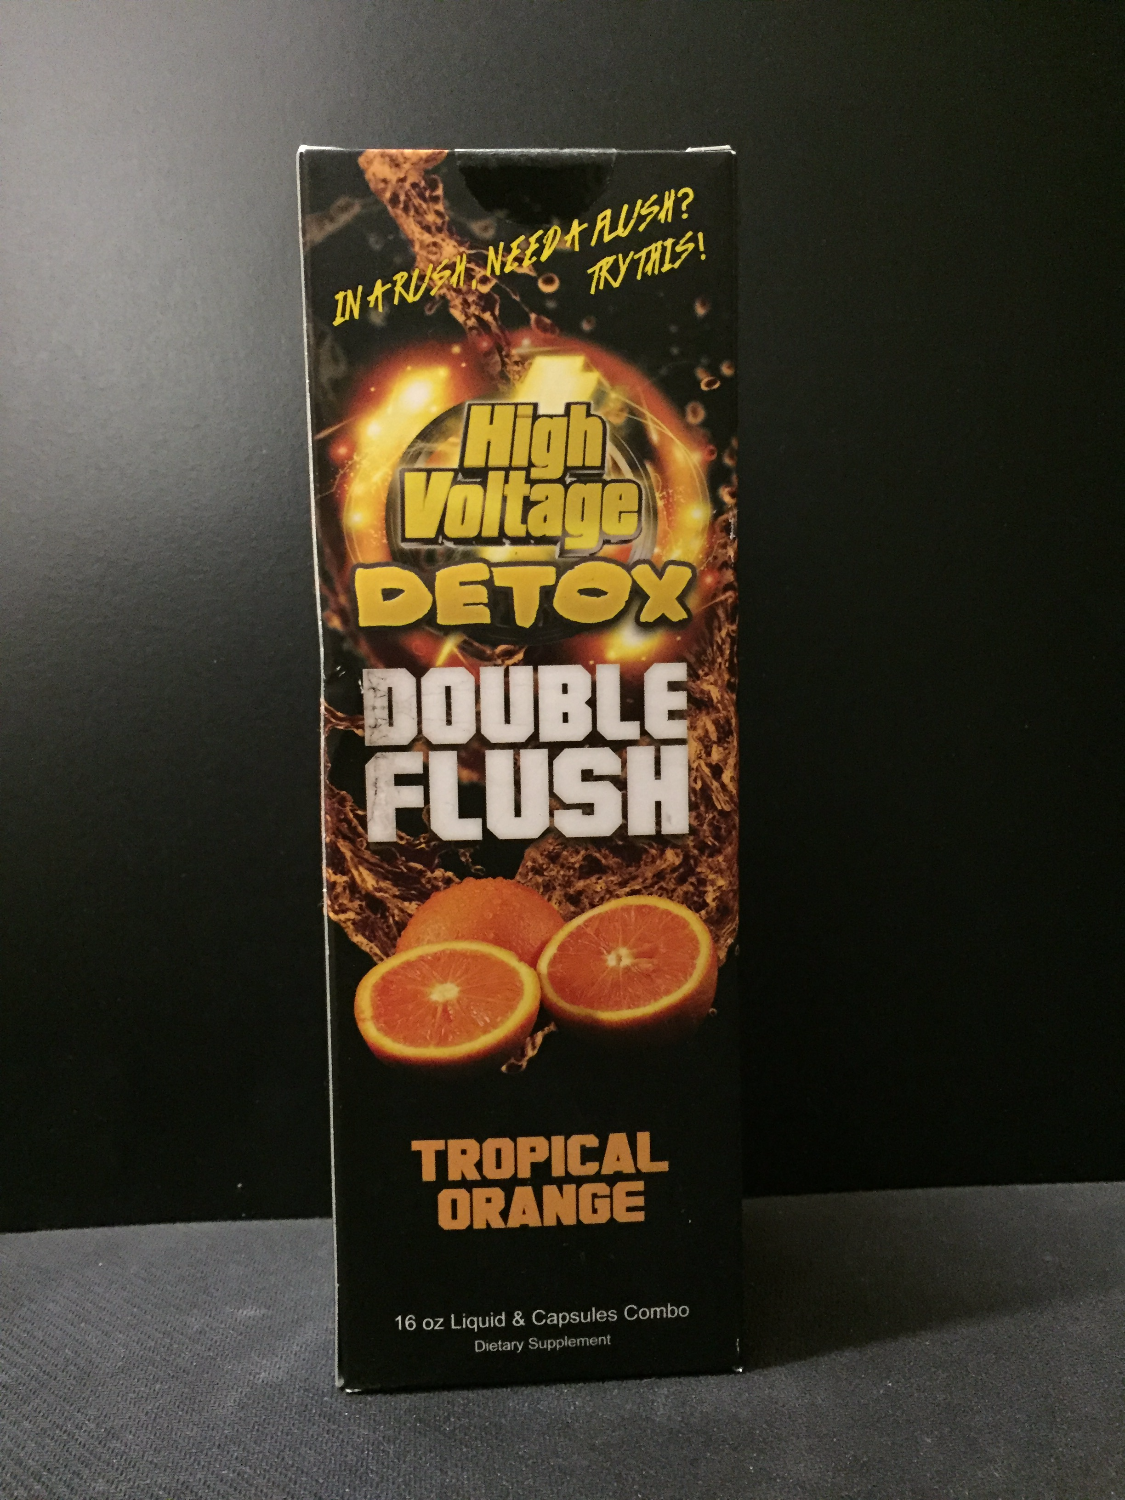 IN A RUSH, NEED A FLUSH?
TRY THIS!
High
Voltage
DETOX
DOUBLE
FLUSH
TROPICAL
ORANGE
16 oz Liquid & Capsules Combo
Dietary Supplement